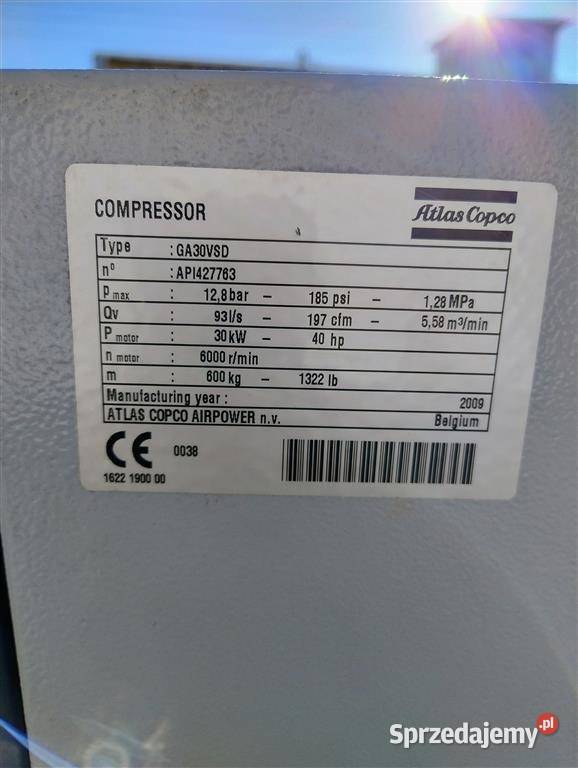 COMPRESSOR
Atlas Copco
Type : GA30VSD
n° : API427763
P max : 12,8 bar – 185 psi – 1,28 MPa
Qv : 93 l/s – 197 cfm – 5,58 m³/min
P motor : 30 kW – 40 hp
n motor : 6000 r/min
m : 600 kg – 1322 lb
Manufacturing year : 2009
ATLAS COPCO AIRPOWER n.v. Belgium
CE 0038
1622 1900 00
Sprzedajemy.pl